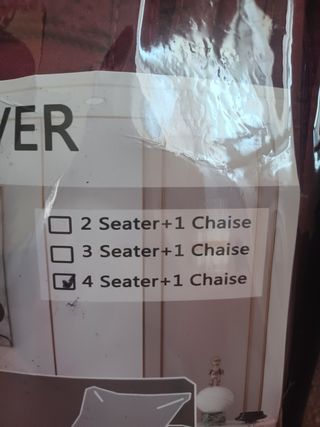 VER
2 Seater+1 Chaise
3 Seater+1 Chaise
4 Seater+1 Chaise